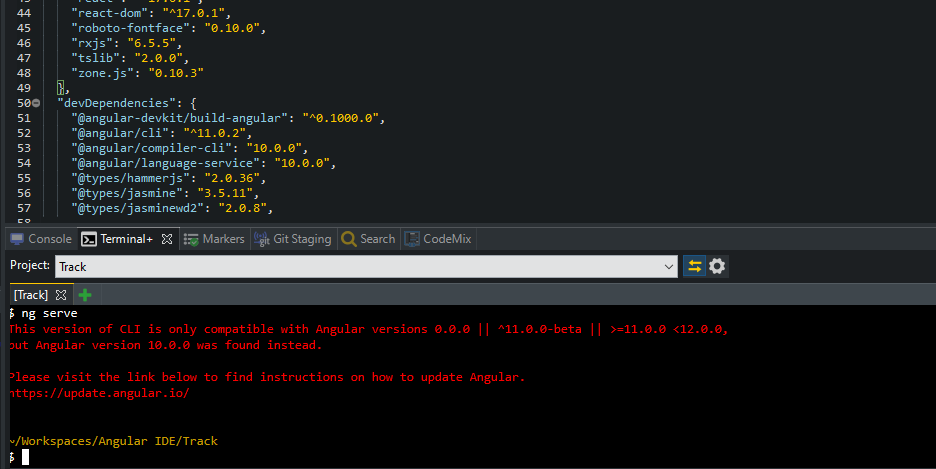 44 "react-dom": "^17.0.1",
45 "roboto-fontface": "0.10.0",
46 "rxjs": "6.5.5",
47 "tslib": "2.0.0",
48 "zone.js": "0.10.3"
49 },
50 "devDependencies": {
51 "@angular-devkit/build-angular": "^0.1000.0",
52 "@angular/cli": "^11.0.2",
53 "@angular/compiler-cli": "10.0.0",
54 "@angular/language-service": "10.0.0",
55 "@types/hammerjs": "2.0.36",
56 "@types/jasmine": "3.5.11",
57 "@types/jasminewd2": "2.0.8",
Console Terminal+ Markers Git Staging Search CodeMix
Project: Track
[Track]
$ ng serve
This version of CLI is only compatible with Angular versions 0.0.0 || ^11.0.0-beta || >=11.0.0 <12.0.0,
but Angular version 10.0.0 was found instead.
Please visit the link below to find instructions on how to update Angular.
https://update.angular.io/
~/Workspaces/Angular IDE/Track
$